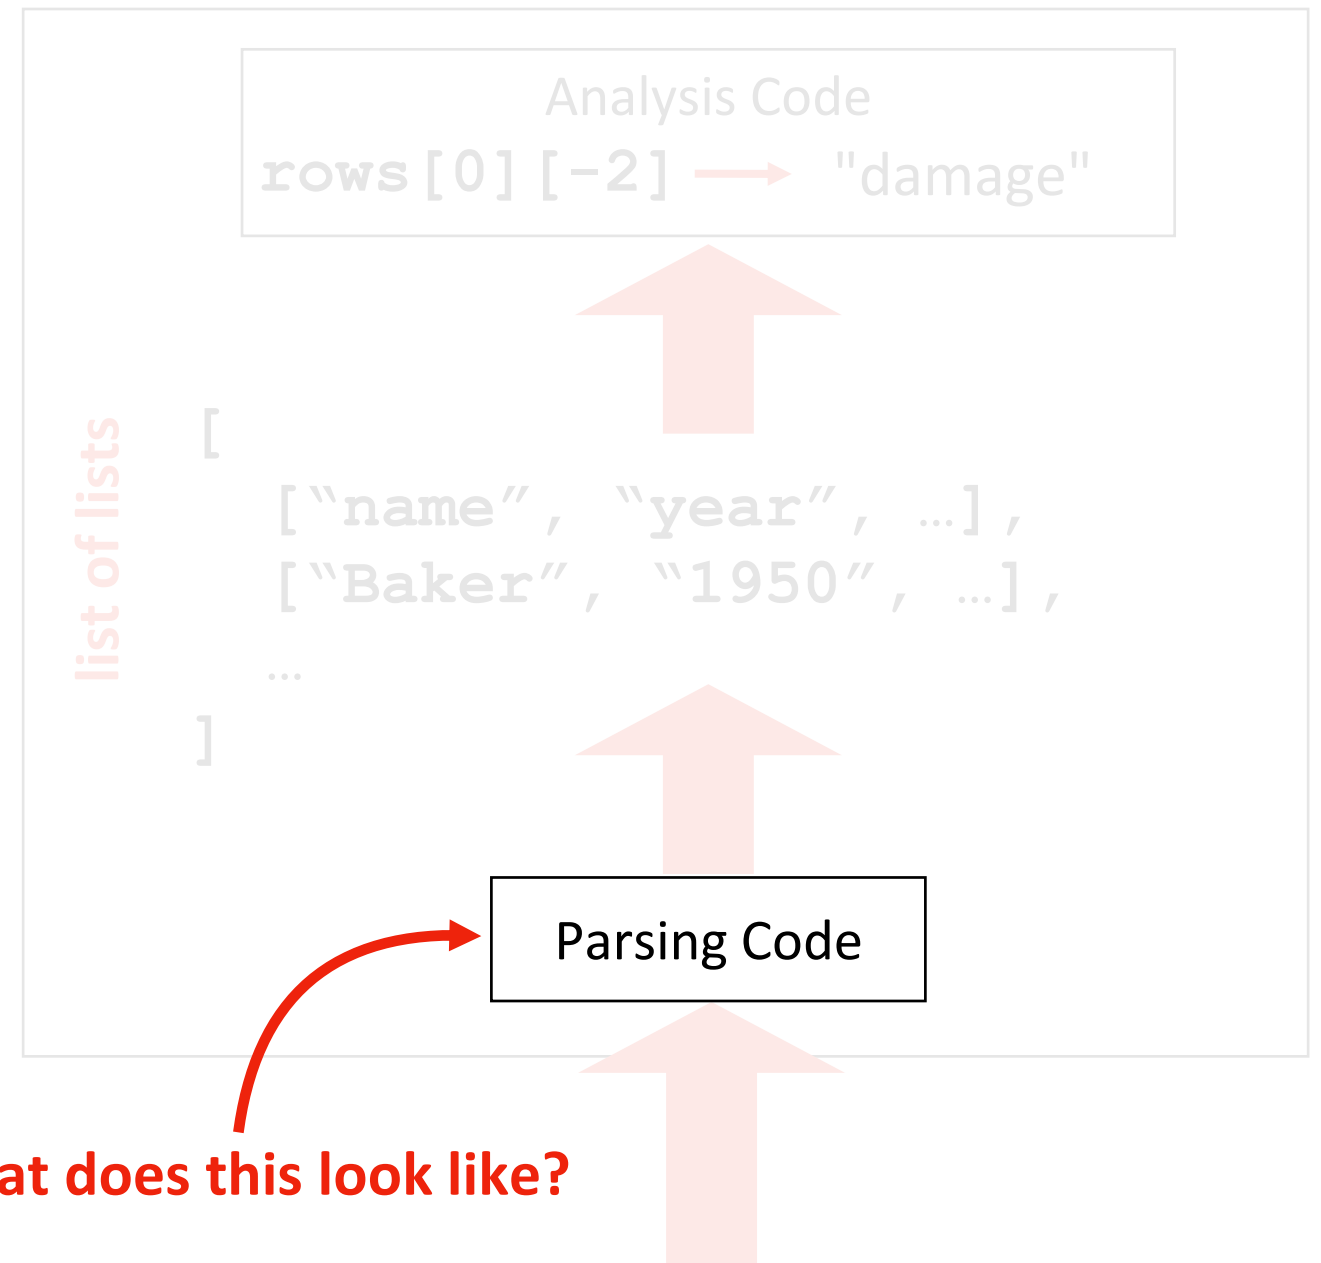 Analysis Code
rows[0][-2] "damage"
list of lists
[
[“name”, “year”, …],
[“Baker”, “1950”, …],
…
]
Parsing Code
at does this look like?